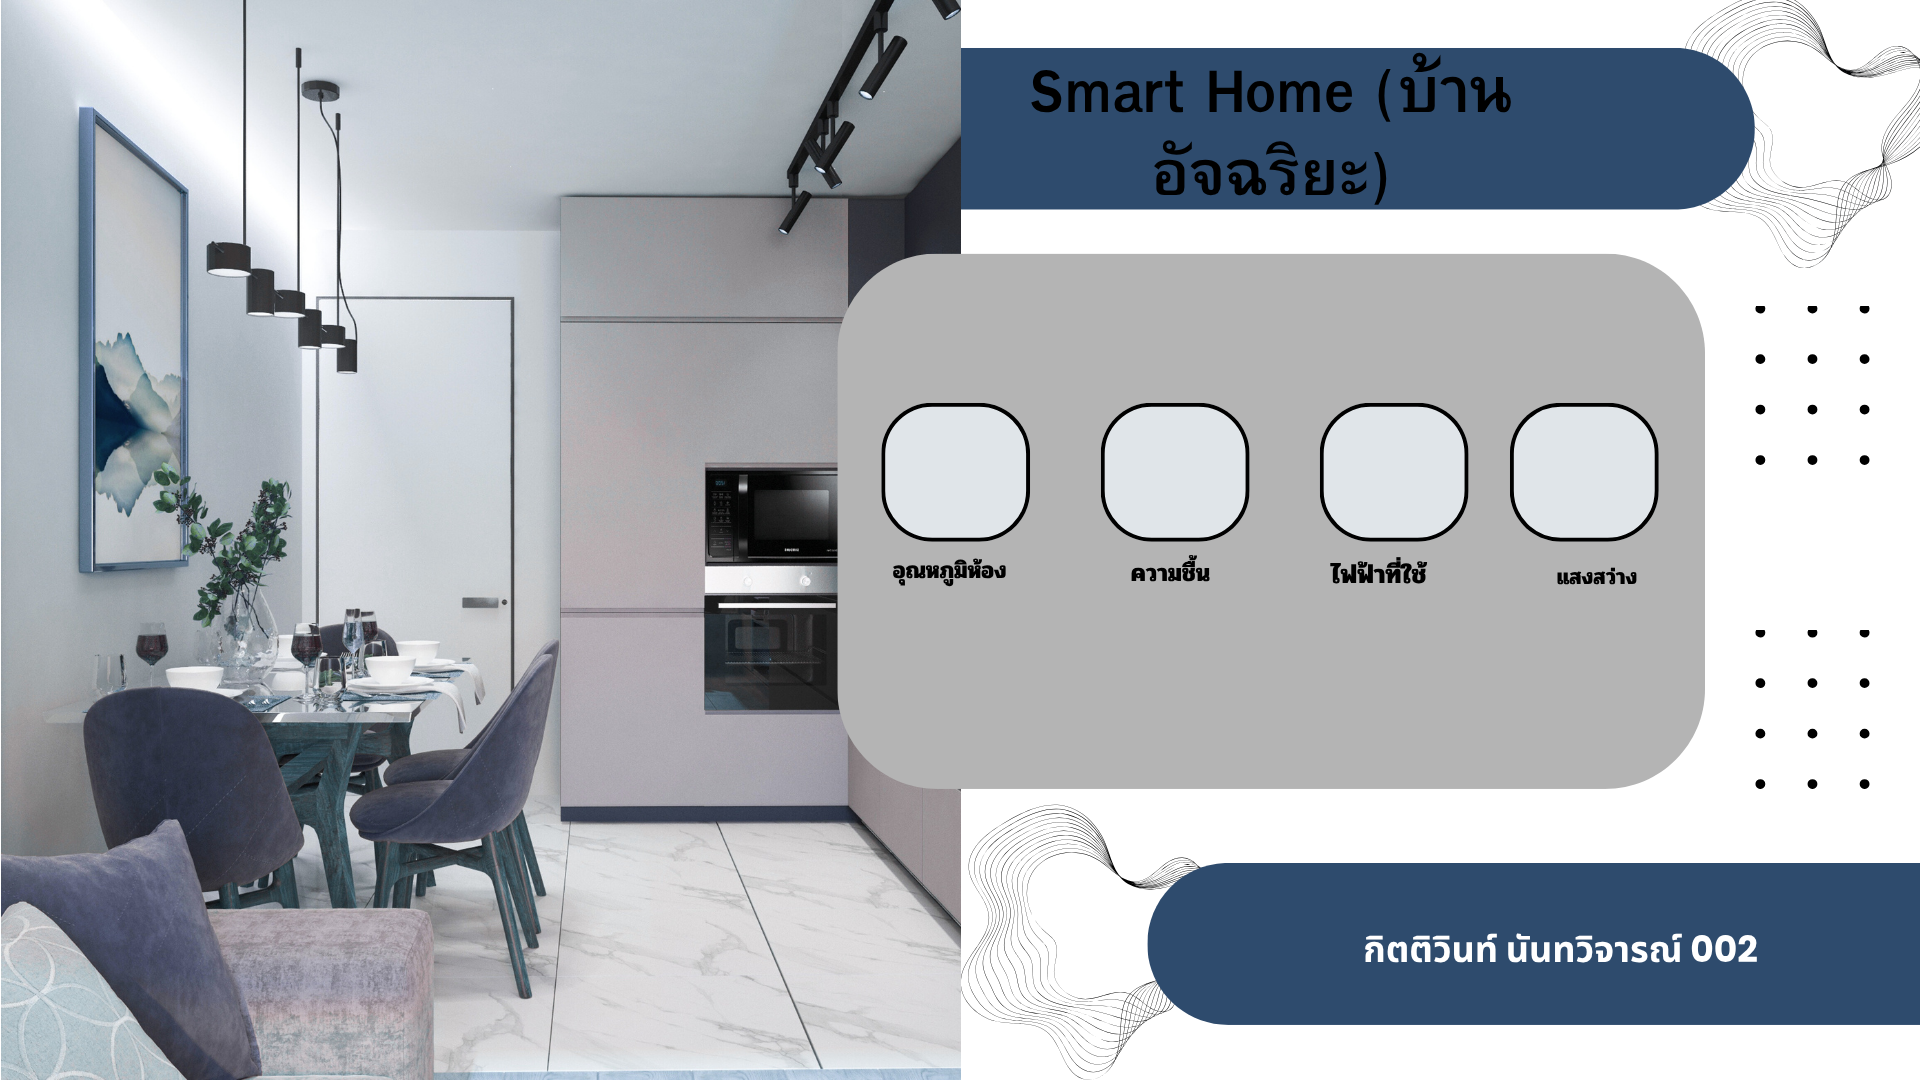 Smart Home (บ้าน
อัจฉริยะ)
อุณหภูมิห้อง
ความชื้น
ไฟฟ้าที่ใช้
แสงสว่าง
กิตติวินท์ นันทวิจารณ์ 002